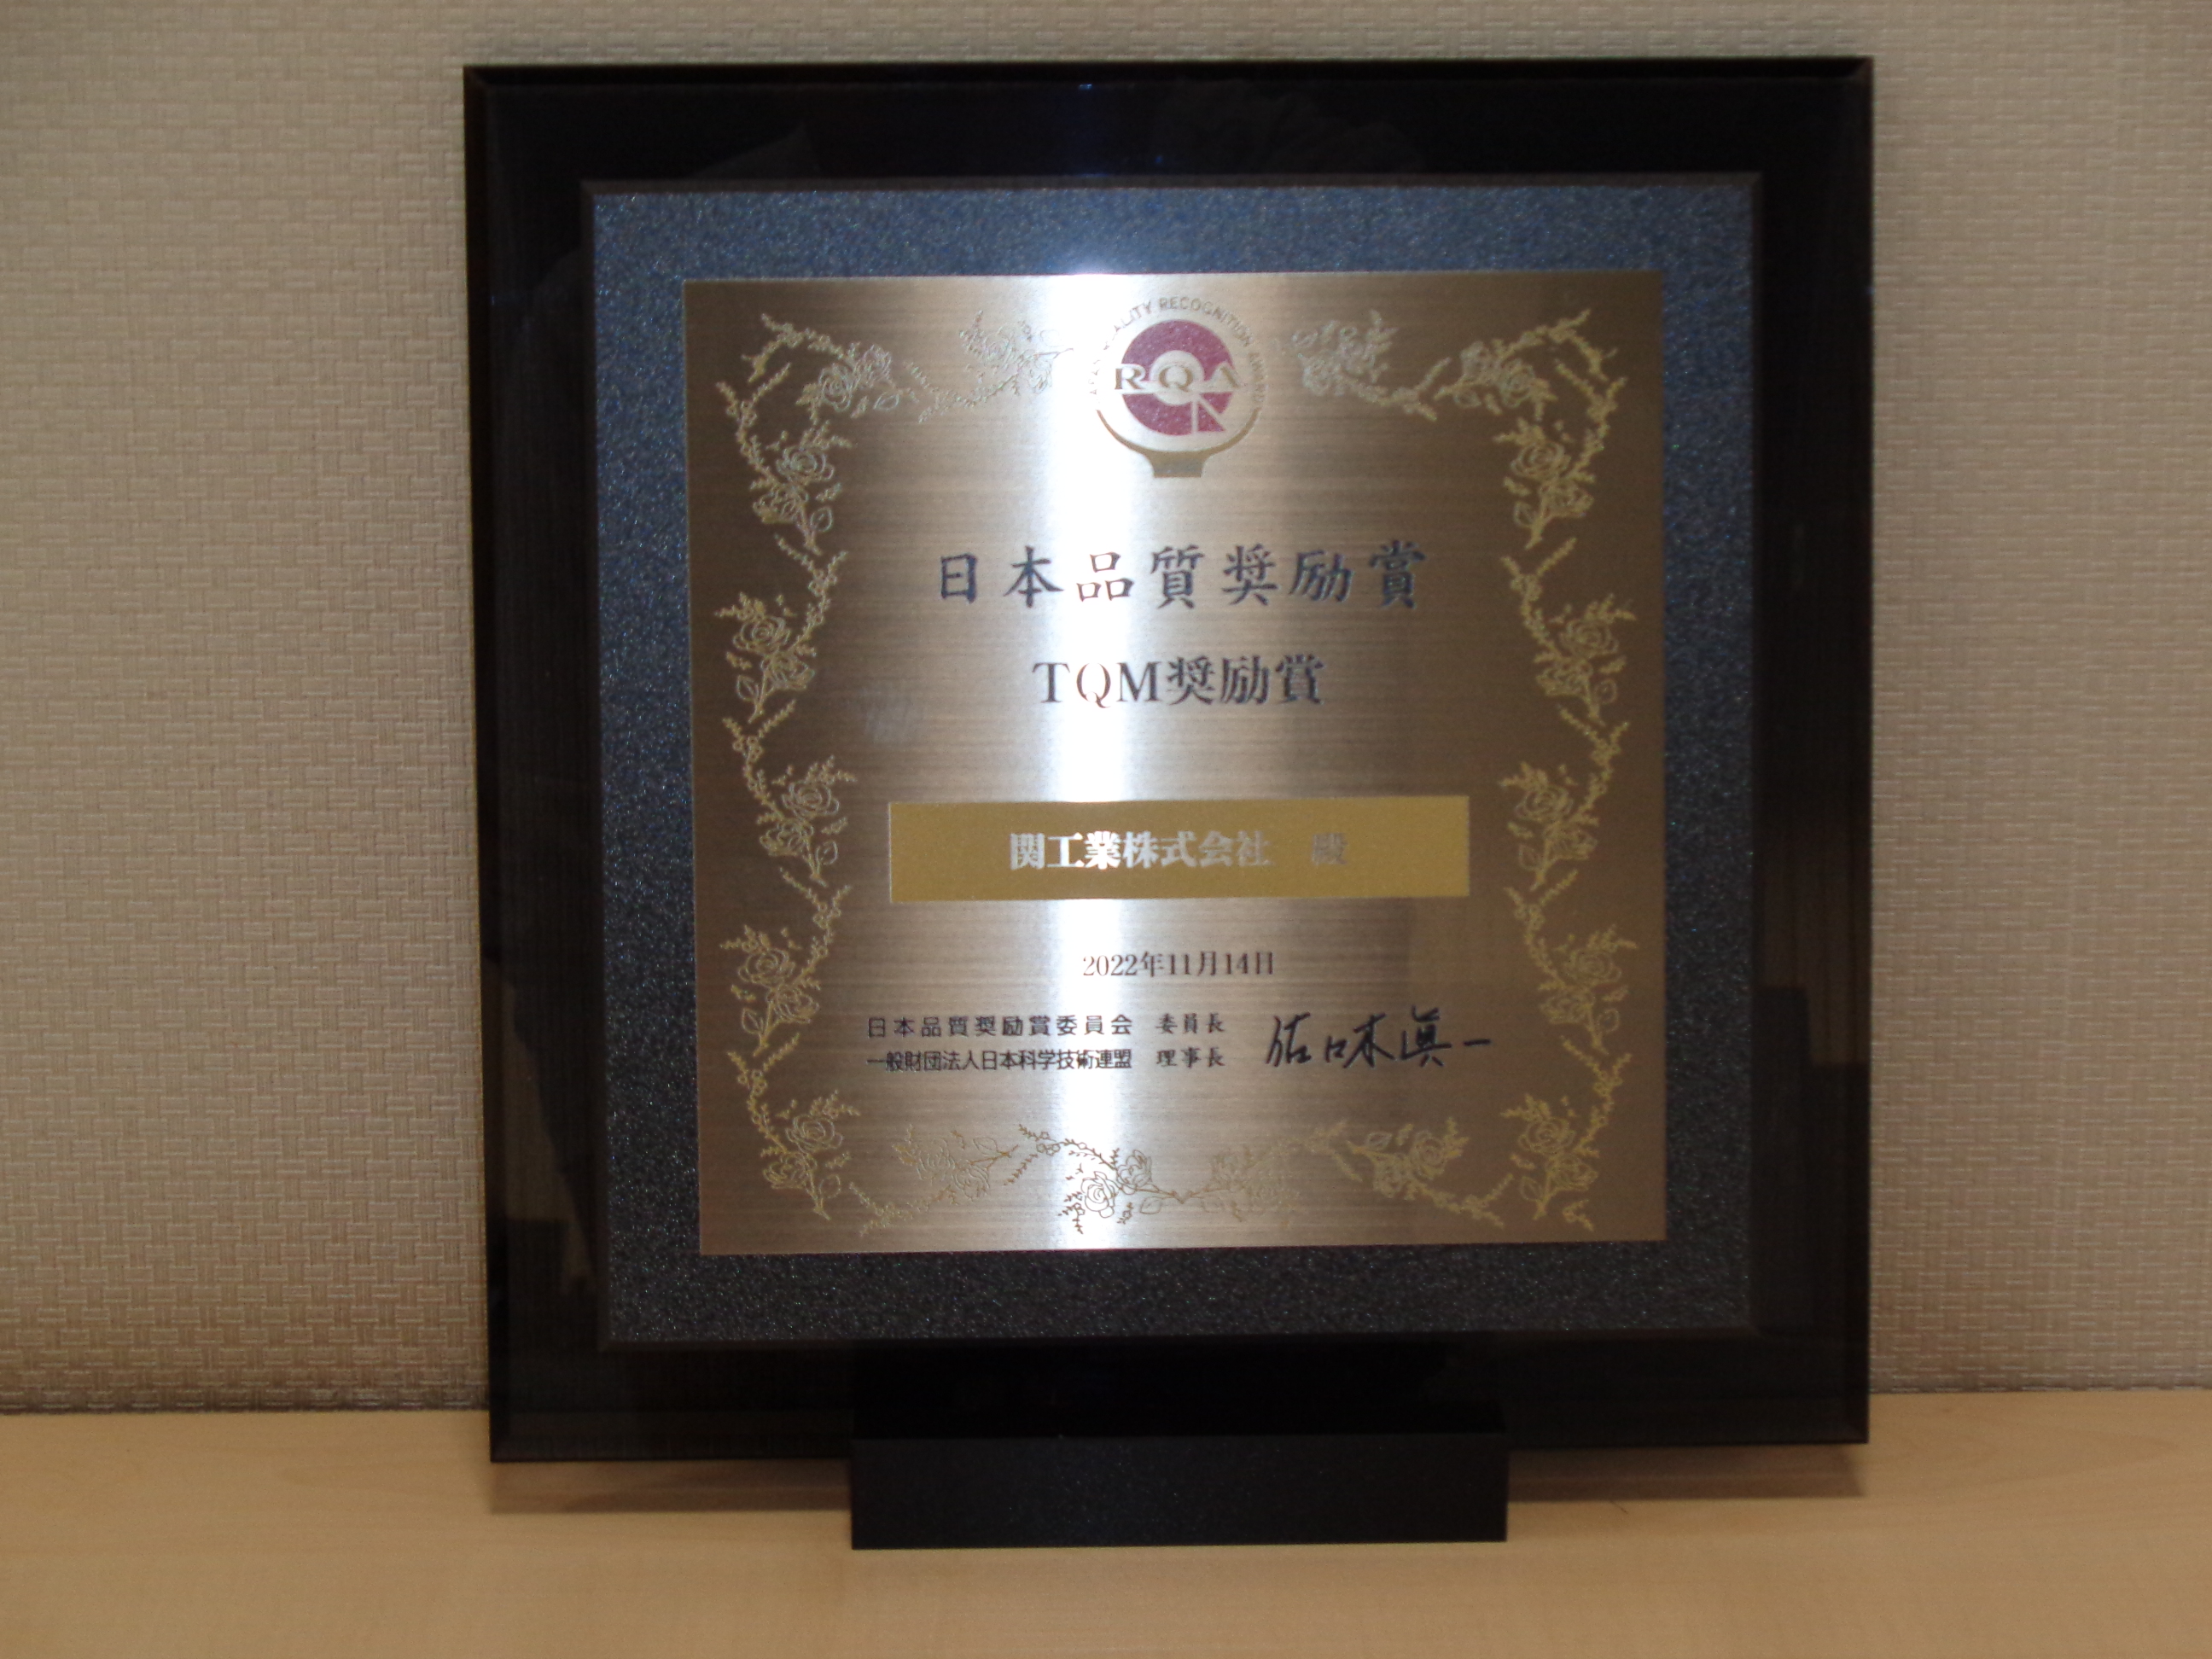 QUALITY RECOGNITION AWARD
RQA
日本品質奨励賞
TQM奨励賞
関工業株式会社 殿
2022年11月14日
日本品質奨励賞委員会 委員長
一般財団法人日本科学技術連盟 理事長
佐々木眞一